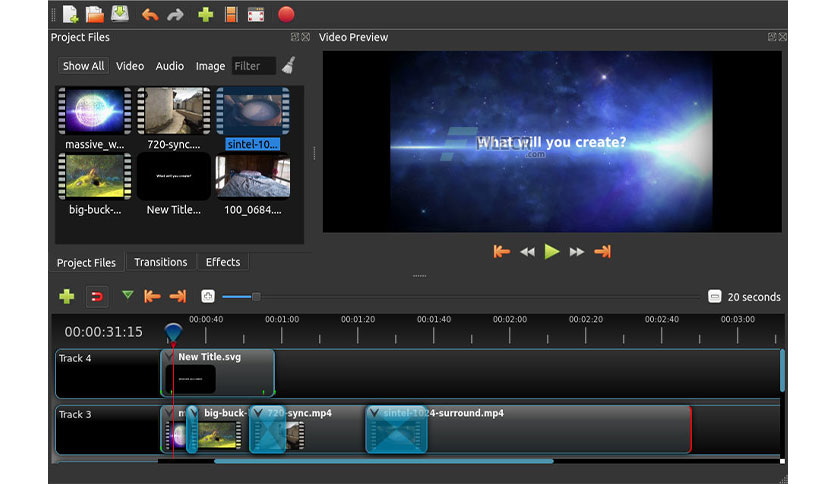 Project Files
Video Preview
Show All Video Audio Image Filter
massive_w... 720-sync.... sintel-10...
big-buck-... New Title... 100_0684....
What will you create?
What will you create?
.com
Project Files Transitions Effects
20 seconds
00:00:31:15
00:00:40 00:01:00 00:01:20 00:01:40 00:02:00 00:02:20 00:02:40 00:03:00
Track 4
New Title.svg
Track 3
m big-buck- 720-sync.mp4 sintel-1024-surround.mp4